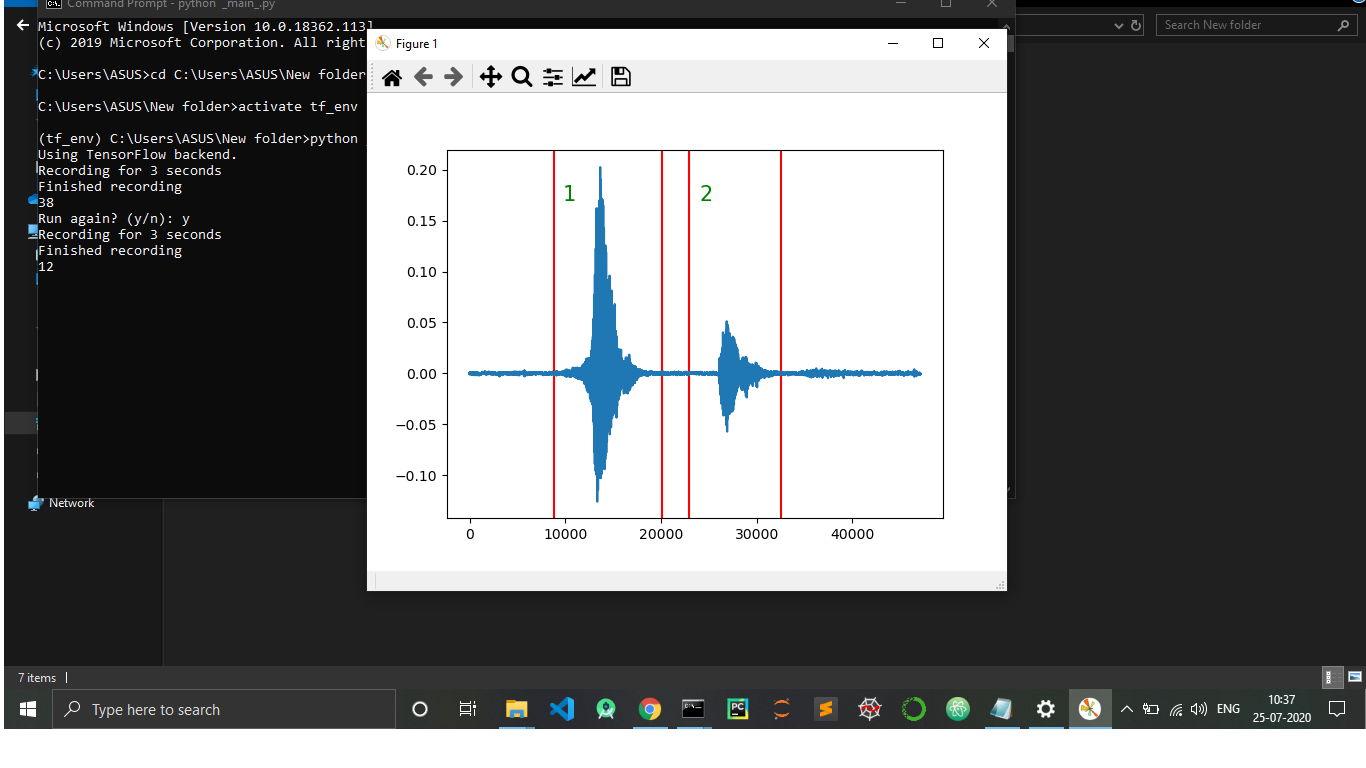 Command Prompt - python _main_.py
Microsoft Windows [Version 10.0.18362.113]
(c) 2019 Microsoft Corporation. All right
C:\Users\ASUS>cd C:\Users\ASUS\New folder
C:\Users\ASUS\New folder>activate tf_env
(tf_env) C:\Users\ASUS\New folder>python
Using TensorFlow backend.
Recording for 3 seconds
Finished recording
38
Run again? (y/n): y
Recording for 3 seconds
Finished recording
12
Search New folder
Figure 1
1
2
0.20
0.15
0.10
0.05
0.00
−0.05
−0.10
0
10000
20000
30000
40000
Network
7 items
Type here to search
PC
ENG
10:37
25-07-2020